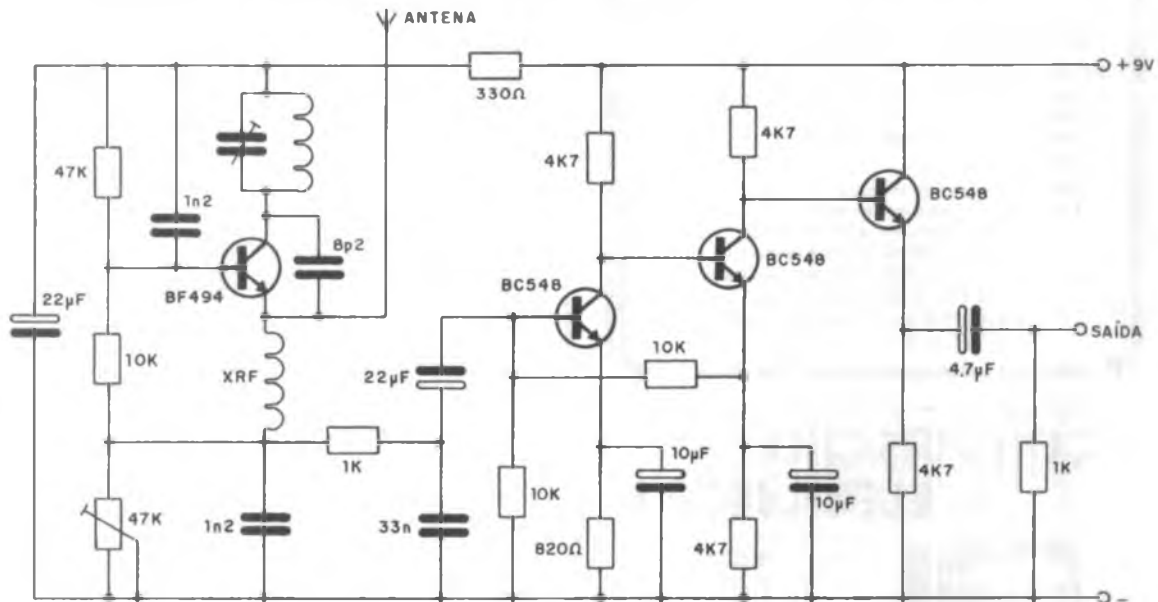 ANTENA
+9V
330Ω
4K7
4K7
47K
BC548
1n2
8p2
BC548
BF494
BC548
22µF
SAÍDA
10K
10K
4,7µF
XRF
22µF
10µF
1K
4K7
1K
10K
10µF
47K
1n2
33n
820Ω
4K7
-